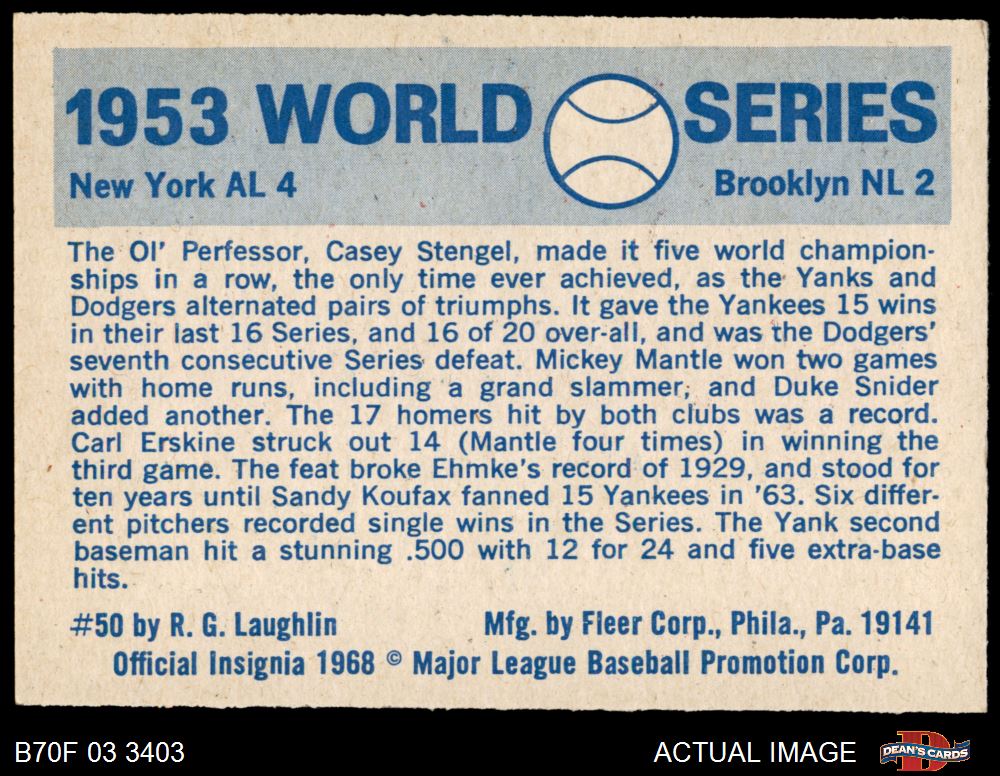 1953 WORLD SERIES
New York AL 4 Brooklyn NL 2
The Ol' Perfessor, Casey Stengel, made it five world champion-
ships in a row, the only time ever achieved, as the Yanks and
Dodgers alternated pairs of triumphs. It gave the Yankees 15 wins
in their last 16 Series, and 16 of 20 over-all, and was the Dodgers'
seventh consecutive Series defeat. Mickey Mantle won two games
with home runs, including a grand slammer, and Duke Snider
added another. The 17 homers hit by both clubs was a record.
Carl Erskine struck out 14 (Mantle four times) in winning the
third game. The feat broke Ehmke's record of 1929, and stood for
ten years until Sandy Koufax fanned 15 Yankees in '63. Six differ-
ent pitchers recorded single wins in the Series. The Yank second
baseman hit a stunning .500 with 12 for 24 and five extra-base
hits.
#50 by R. G. Laughlin Mfg. by Fleer Corp., Phila., Pa. 19141
Official Insignia 1968 © Major League Baseball Promotion Corp.
B70F 03 3403 ACTUAL IMAGE DEAN'S CARDS